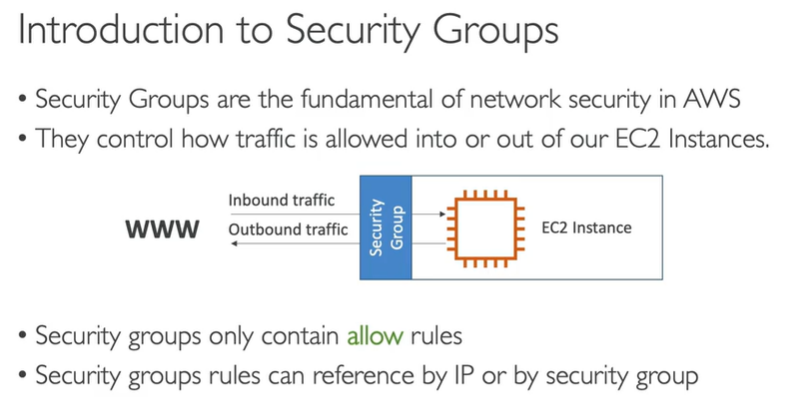 Introduction to Security Groups
• Security Groups are the fundamental of network security in AWS
• They control how traffic is allowed into or out of our EC2 Instances.
Inbound traffic
WWW
Outbound traffic
Security
Group
EC2 Instance
• Security groups only contain allow rules
• Security groups rules can reference by IP or by security group